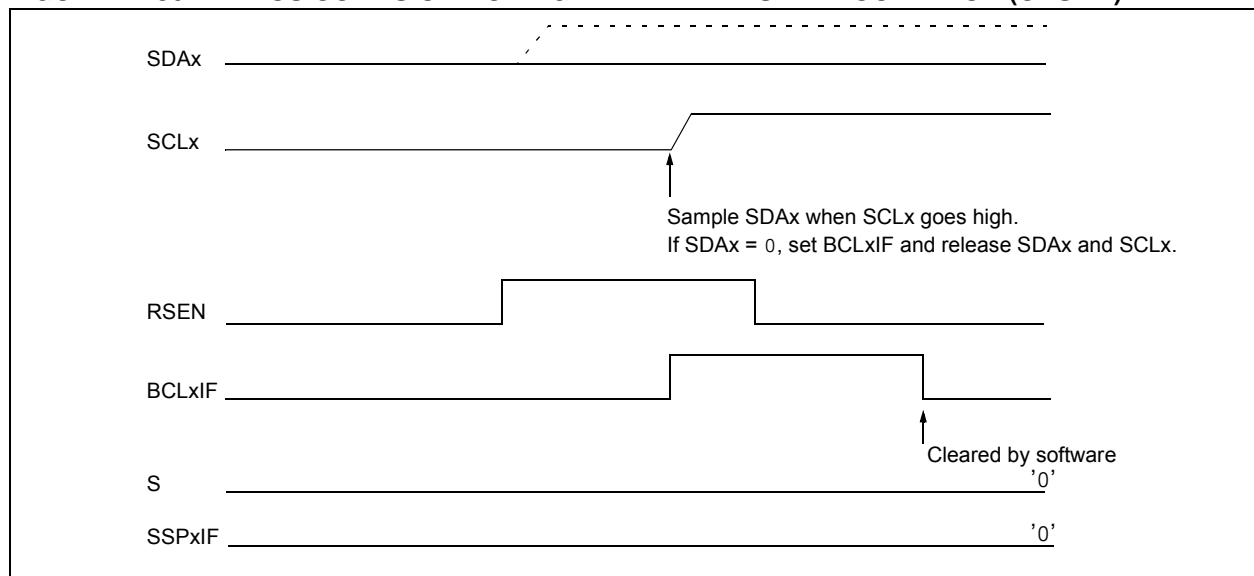 SDAx
SCLx
Sample SDAx when SCLx goes high.
If SDAx = 0, set BCLxIF and release SDAx and SCLx.
RSEN
BCLxIF
Cleared by software
S
'0'
SSPxIF
'0'